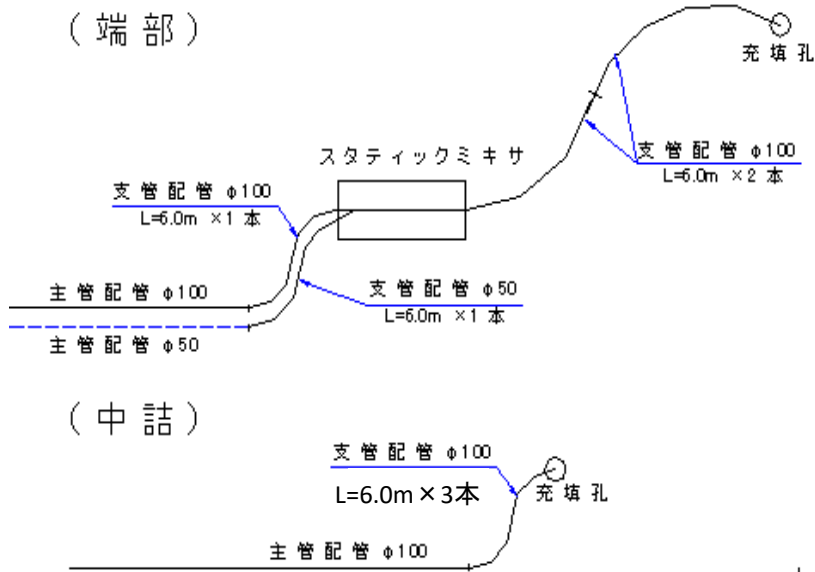 (端部)
充填孔
スタティックミキサ
支管配管 φ100
L=6.0m ×2 本
支管配管 φ100
L=6.0m ×1 本
主管配管 φ100
支管配管 φ50
L=6.0m ×1 本
主管配管 φ50
(中詰)
支管配管 φ100
L=6.0m×3本
充填孔
主管配管 φ100